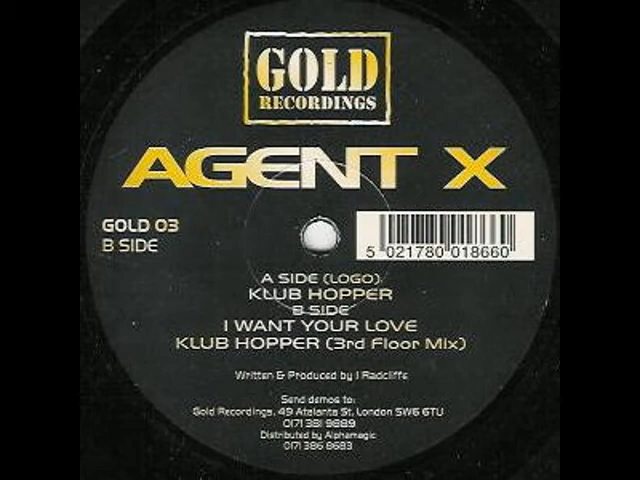 GOLD
RECORDINGS
AGENT X
GOLD 03
B SIDE
5 021780 018660
A SIDE (LOGO)
KLUB HOPPER
B SIDE
I WANT YOUR LOVE
KLUB HOPPER (3rd Floor Mix)
Written & Produced by I Radcliffe
Send demos to:
Gold Recordings, 49 Atalanta St, London SW6 6TU
0171 381 9889
Distributed by Alphamagic
0171 386 8683